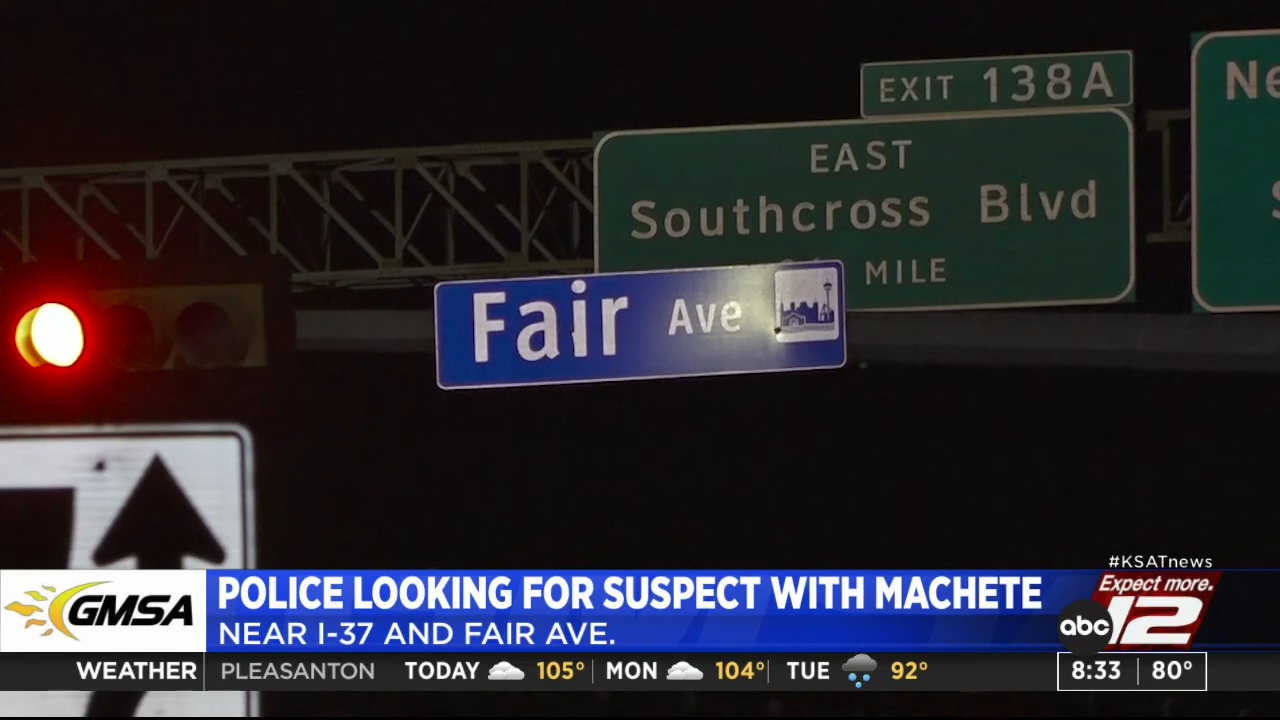 EXIT 138A
EAST
Southcross Blvd
MILE
Ne
S
Fair Ave
#KSATnews
GMSA
POLICE LOOKING FOR SUSPECT WITH MACHETE
NEAR I-37 AND FAIR AVE.
Expect more.
abc 12
WEATHER PLEASANTON TODAY 105° MON 104° TUE 92°
8:33 80°